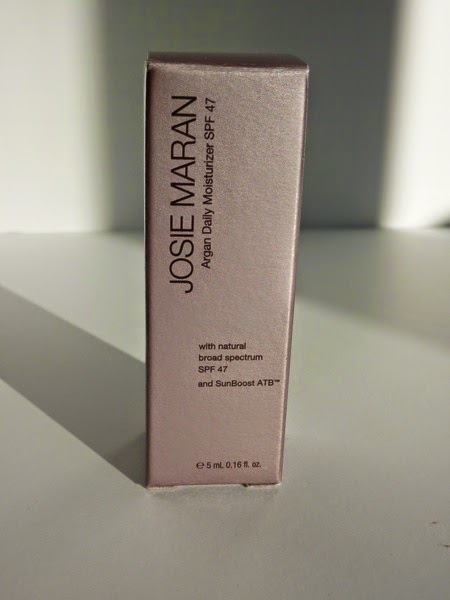 JOSIE MARAN
Argan Daily Moisturizer SPF 47
with natural
broad spectrum
SPF 47
and SunBoost ATB™
℮ 5 mL 0.16 fl. oz.